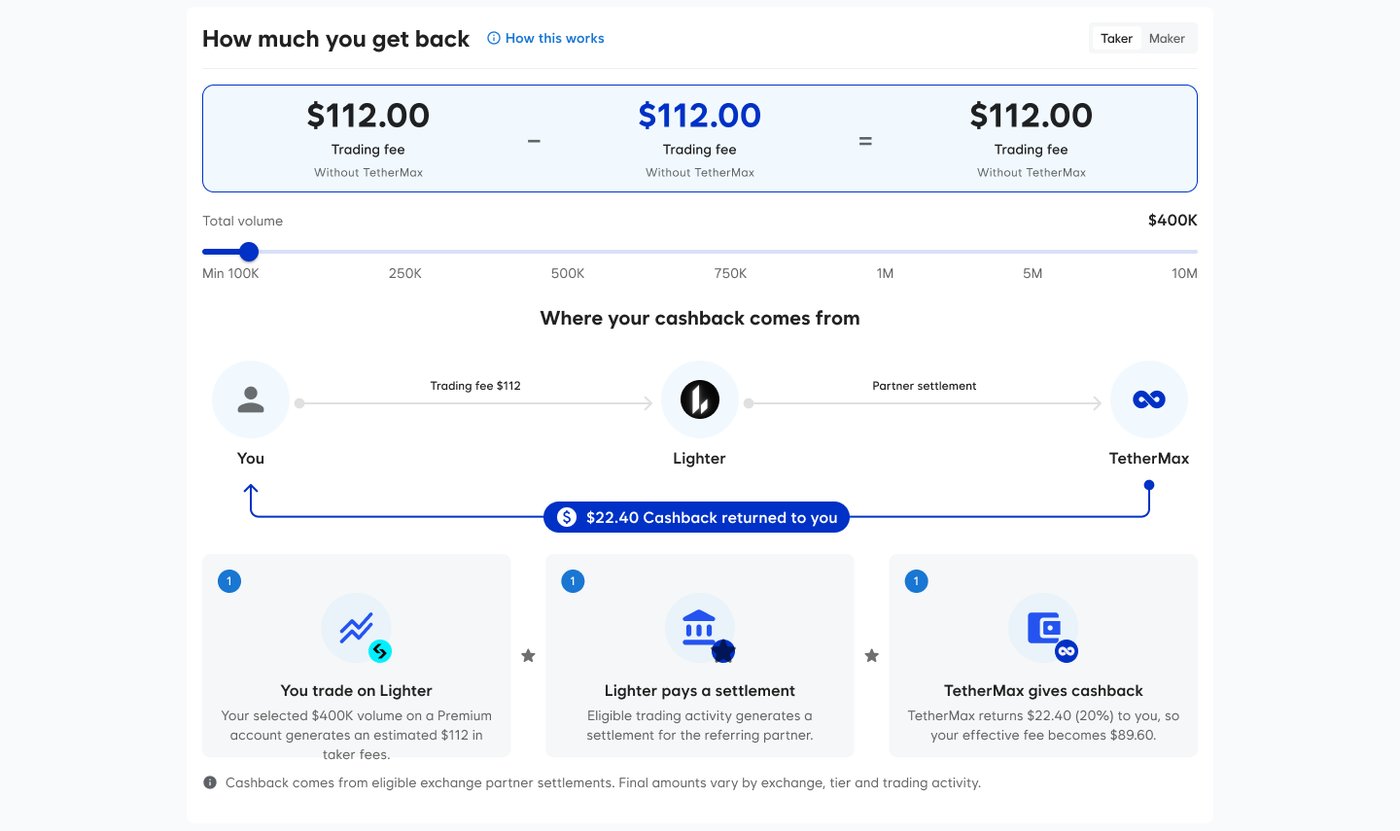 How much you get back
How this works
Taker Maker
$112.00 − $112.00 = $112.00
Trading fee Trading fee Trading fee
Without TetherMax Without TetherMax Without TetherMax
Total volume $400K
Min 100K 250K 500K 750K 1M 5M 10M
Where your cashback comes from
Trading fee $112 Partner settlement
You Lighter TetherMax
$ $22.40 Cashback returned to you
1
You trade on Lighter
Your selected $400K volume on a Premium
account generates an estimated $112 in
taker fees.
1
Lighter pays a settlement
Eligible trading activity generates a
settlement for the referring partner.
1
TetherMax gives cashback
TetherMax returns $22.40 (20%) to you, so
your effective fee becomes $89.60.
Cashback comes from eligible exchange partner settlements. Final amounts vary by exchange, tier and trading activity.